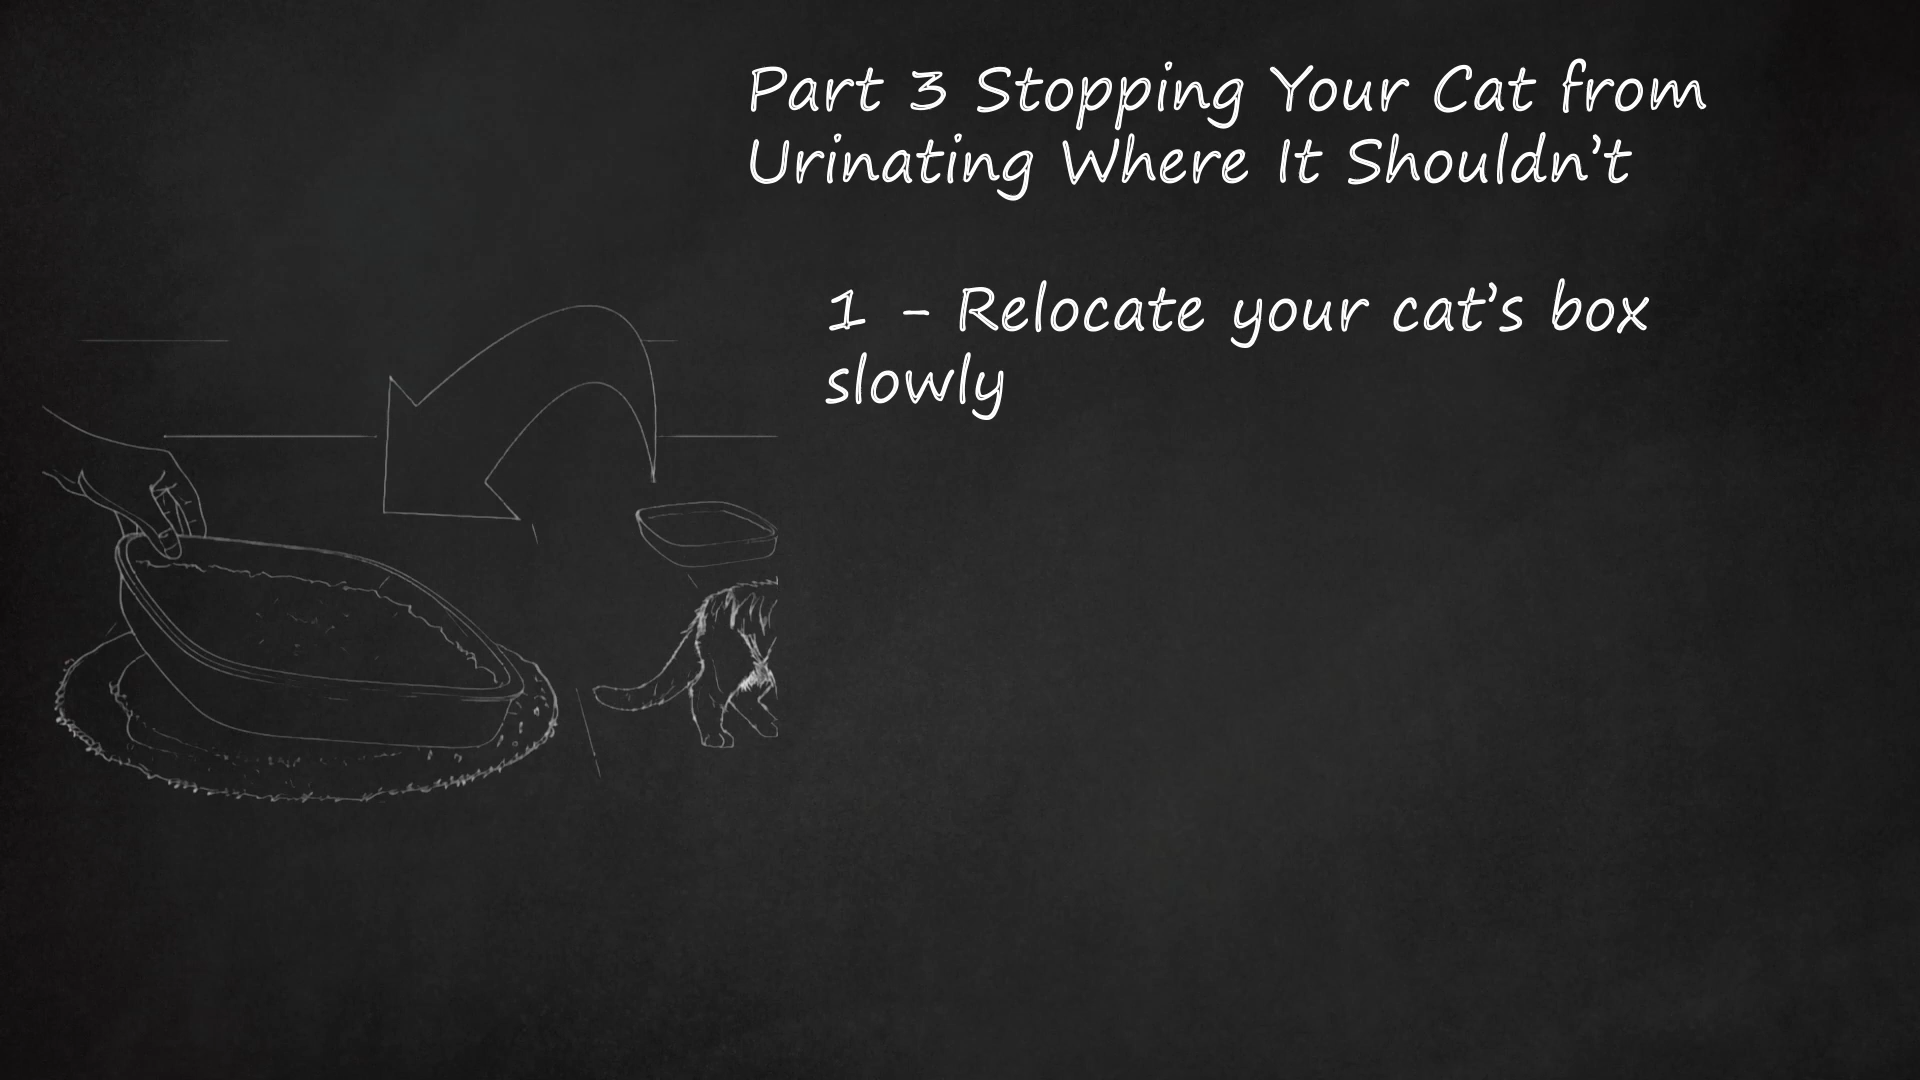 Part 3 Stopping Your Cat from
Urinating Where It Shouldn’t
1 - Relocate your cat’s box
slowly